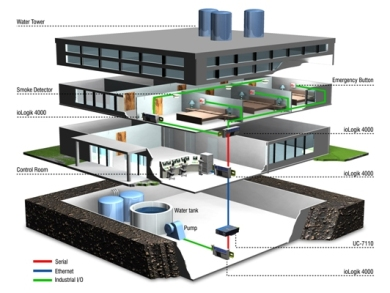 Water Tower
Smoke Detector
Emergency Button
ioLogik 4000
ioLogik 4000
Control Room
ioLogik 4000
Water tank
Pump
UC-7110
Serial
Ethernet
Industrial I/O
ioLogik 4000